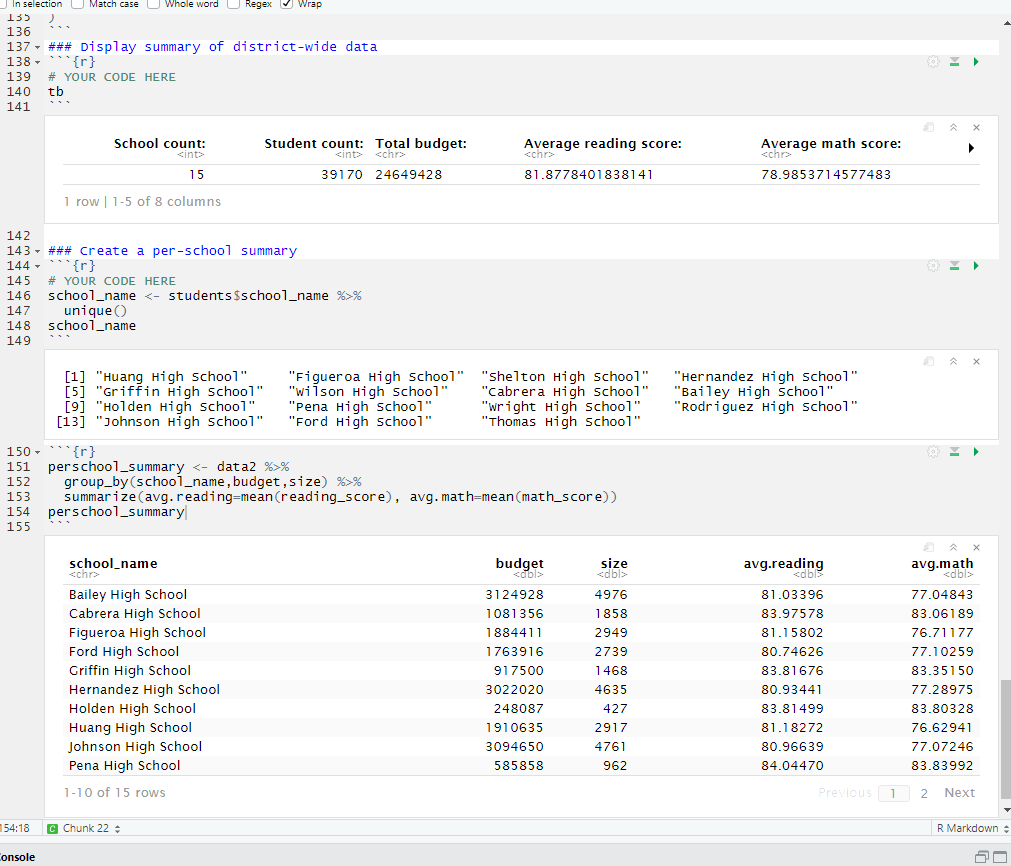 In selection Match case Whole word Regex Wrap
135 )
136 ```
137 ### Display summary of district-wide data
138 ```{r}
139 # YOUR CODE HERE
140 tb
141 ```
School count: Student count: Total budget: Average reading score: Average math score:
<int> <int> <chr> <chr> <chr>
15 39170 24649428 81.8778401838141 78.9853714577483
1 row | 1-5 of 8 columns
142
143 ### Create a per-school summary
144 ```{r}
145 # YOUR CODE HERE
146 school_name <- students$school_name %>%
147 unique()
148 school_name
149 ```
[1] "Huang High School" "Figueroa High School" "Shelton High School" "Hernandez High School"
[5] "Griffin High School" "Wilson High School" "Cabrera High School" "Bailey High School"
[9] "Holden High School" "Pena High School" "Wright High School" "Rodriguez High School"
[13] "Johnson High School" "Ford High School" "Thomas High School"
150 ```{r}
151 perschool_summary <- data2 %>%
152 group_by(school_name,budget,size) %>%
153 summarize(avg.reading=mean(reading_score), avg.math=mean(math_score))
154 perschool_summary
155 ```
school_name budget size avg.reading avg.math
<chr> <dbl> <dbl> <dbl> <dbl>
Bailey High School 3124928 4976 81.03396 77.04843
Cabrera High School 1081356 1858 83.97578 83.06189
Figueroa High School 1884411 2949 81.15802 76.71177
Ford High School 1763916 2739 80.74626 77.10259
Griffin High School 917500 1468 83.81676 83.35150
Hernandez High School 3022020 4635 80.93441 77.28975
Holden High School 248087 427 83.81499 83.80328
Huang High School 1910635 2917 81.18272 76.62941
Johnson High School 3094650 4761 80.96639 77.07246
Pena High School 585858 962 84.04470 83.83992
1-10 of 15 rows Previous 1 2 Next
154:18 C Chunk 22 R Markdown
onsole